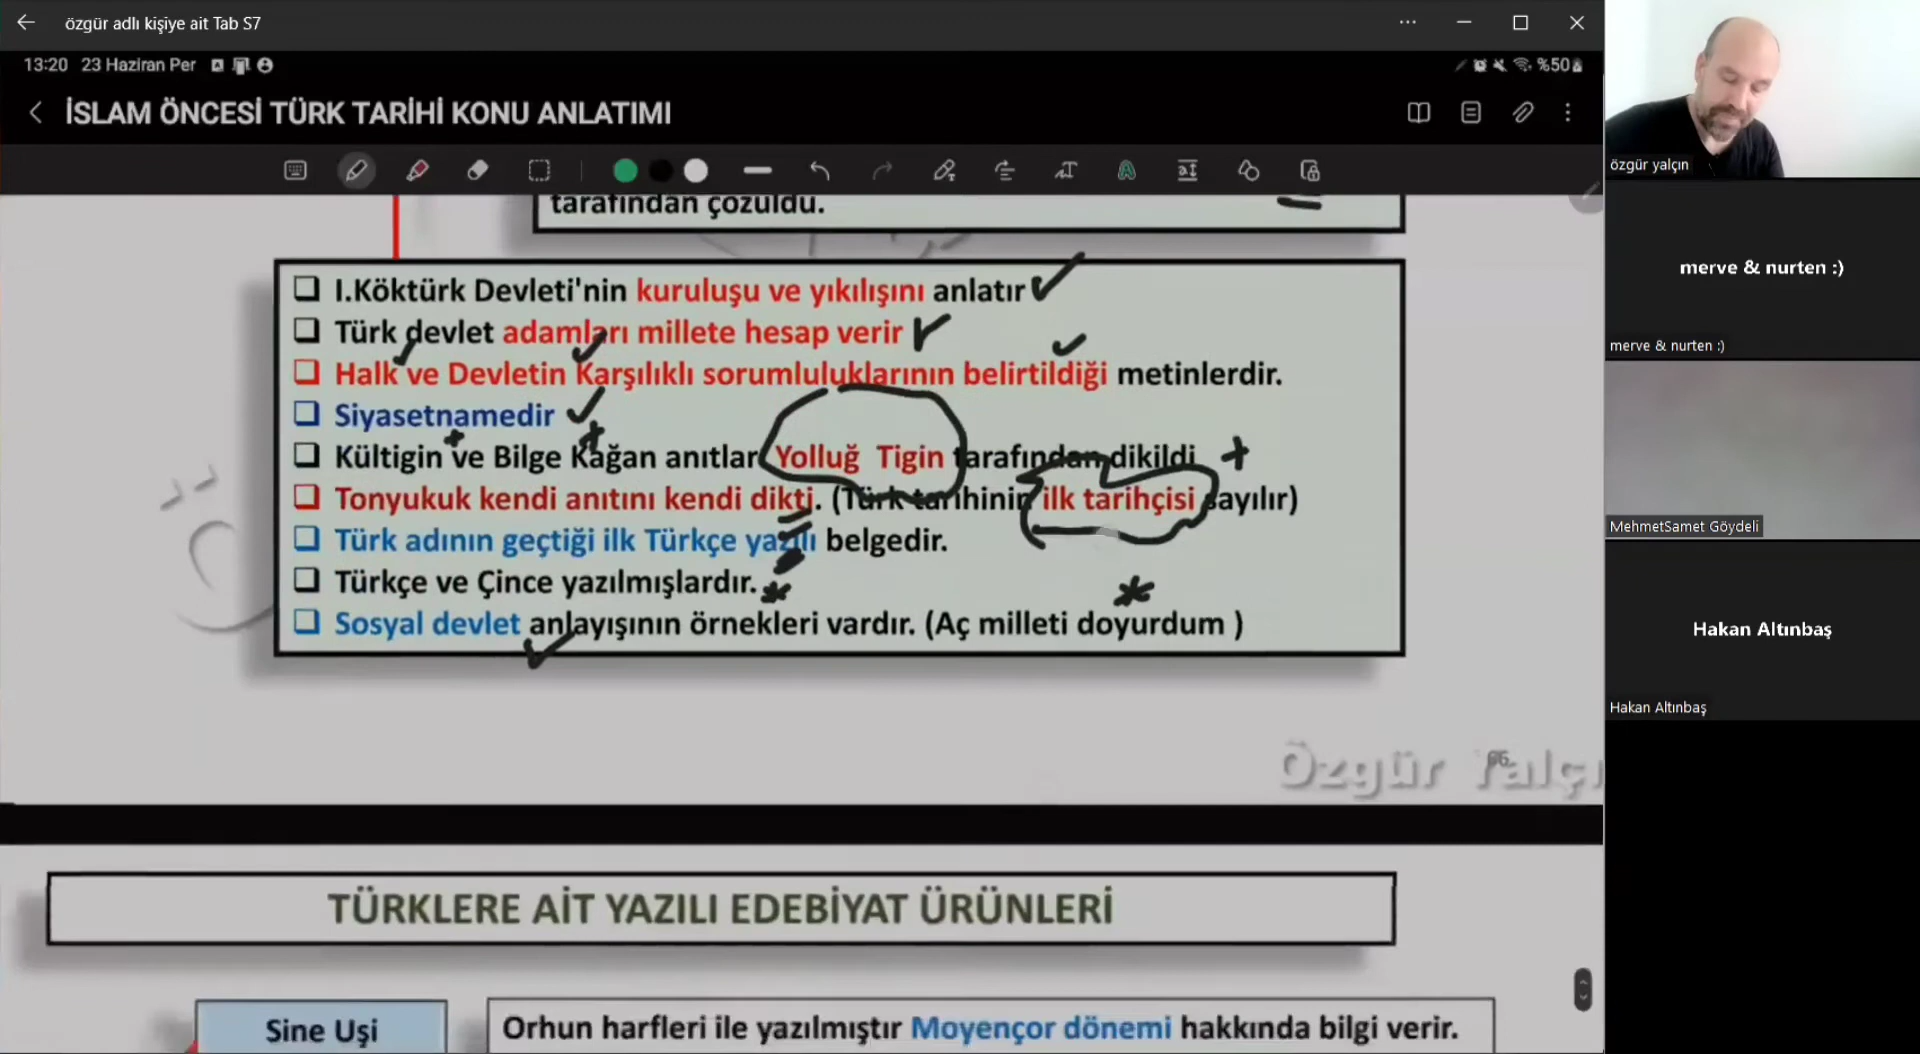 özgür adlı kişiye ait Tab S7
13:20 23 Haziran Per
%50
İSLAM ÖNCESİ TÜRK TARİHİ KONU ANLATIMI
tarafından çözüldü.
I.Köktürk Devleti'nin kuruluşu ve yıkılışını anlatır
Türk devlet adamları millete hesap verir
Halk ve Devletin Karşılıklı sorumluluklarının belirtildiği metinlerdir.
Siyasetnamedir
Kültigin ve Bilge Kağan anıtlar Yolluğ Tigin tarafından dikildi
Tonyukuk kendi anıtını kendi dikti. (Türk tarihinin ilk tarihçisi sayılır)
Türk adının geçtiği ilk Türkçe yazılı belgedir.
Türkçe ve Çince yazılmışlardır.
Sosyal devlet anlayışının örnekleri vardır. (Aç milleti doyurdum )
Özgür Yalçı
TÜRKLERE AİT YAZILI EDEBİYAT ÜRÜNLERİ
Sine Uşi
Orhun harfleri ile yazılmıştır Moyençor dönemi hakkında bilgi verir.
özgür yalçın
merve & nurten :)
merve & nurten :)
MehmetSamet Göydeli
Hakan Altınbaş
Hakan Altınbaş